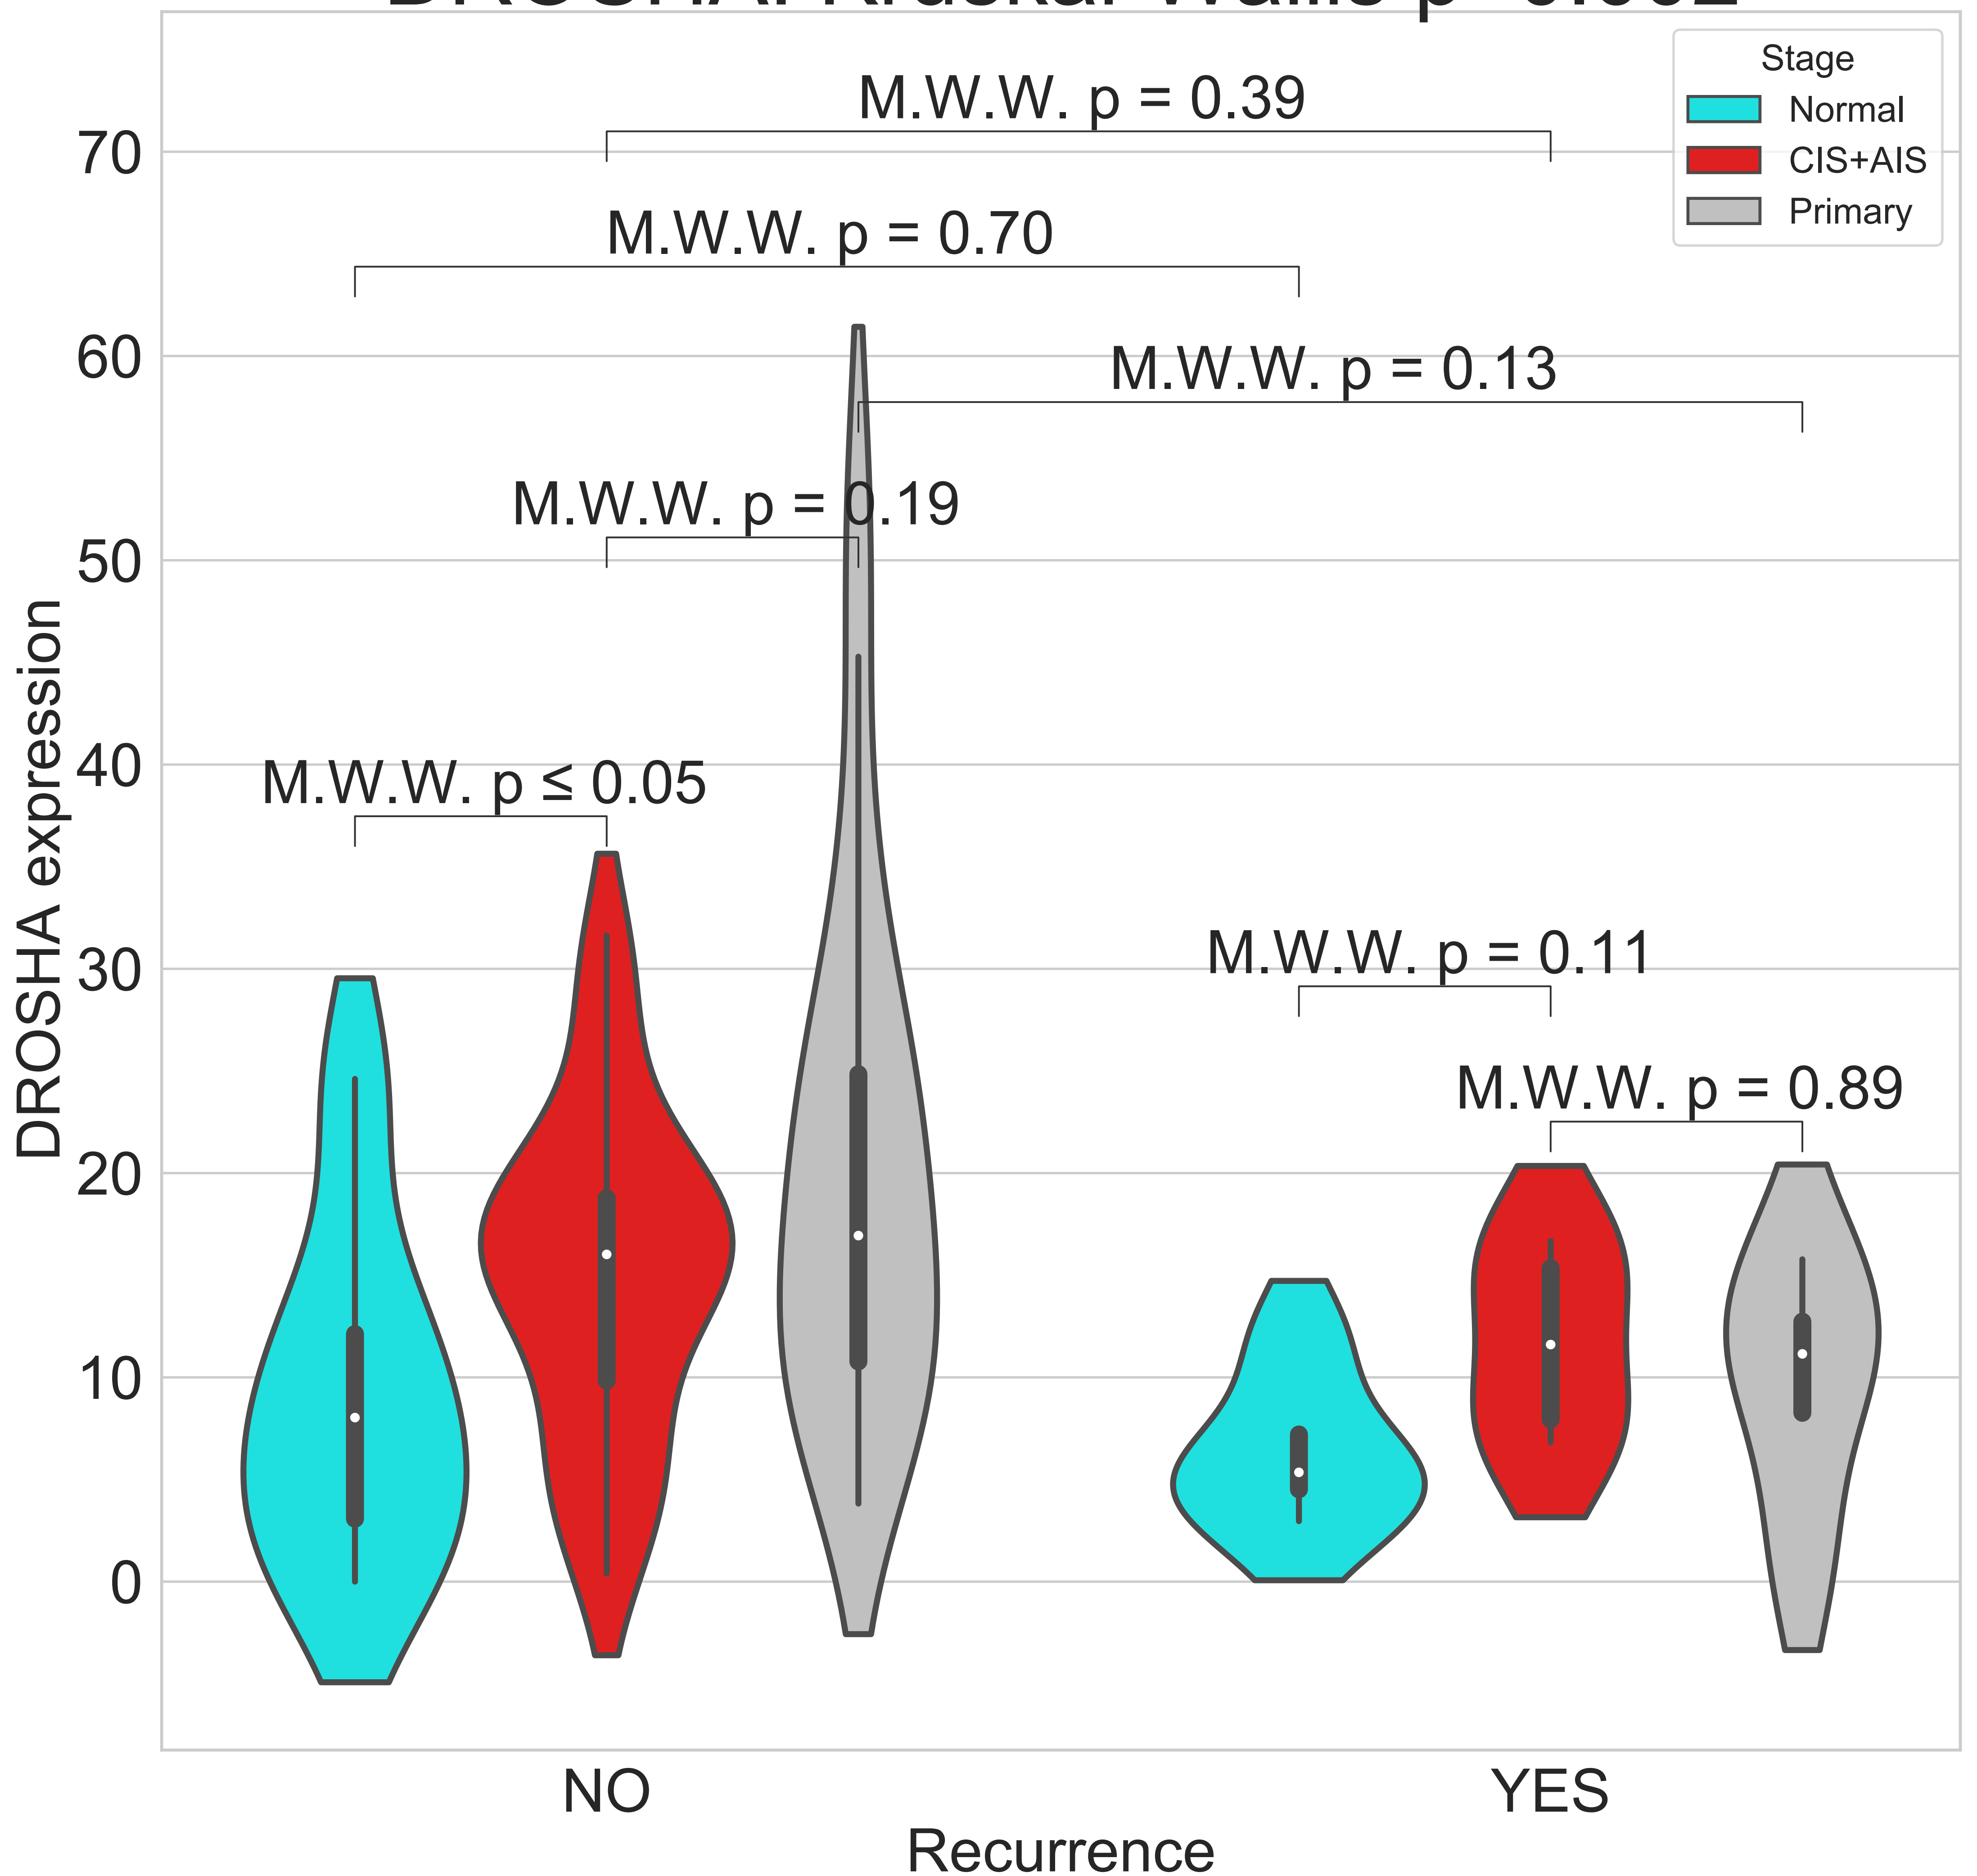 Stage
Normal
CIS+AIS
Primary
M.W.W. p = 0.39
M.W.W. p = 0.70
M.W.W. p = 0.13
M.W.W. p = 0.19
M.W.W. p ≤ 0.05
M.W.W. p = 0.11
M.W.W. p = 0.89
70
60
50
40
30
20
10
0
DROSHA expression
NO
YES
Recurrence